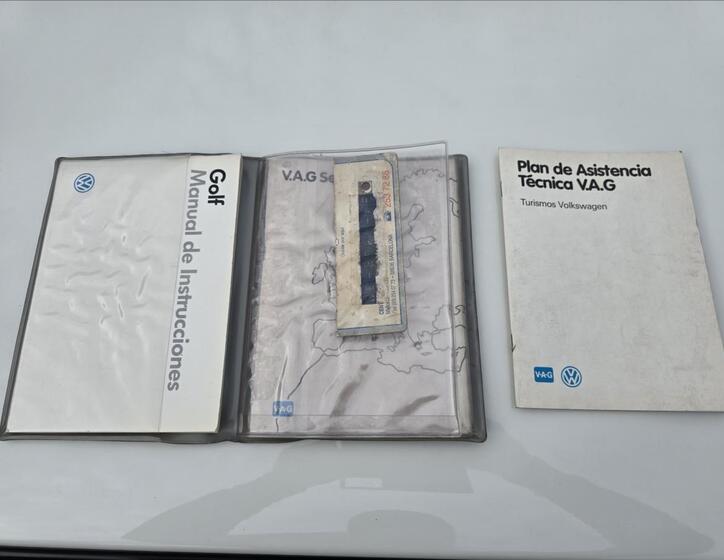 Golf
Manual de Instrucciones
V.A.G
V·A·G
Plan de Asistencia
Técnica V.A.G
Turismos Volkswagen
V·A·G